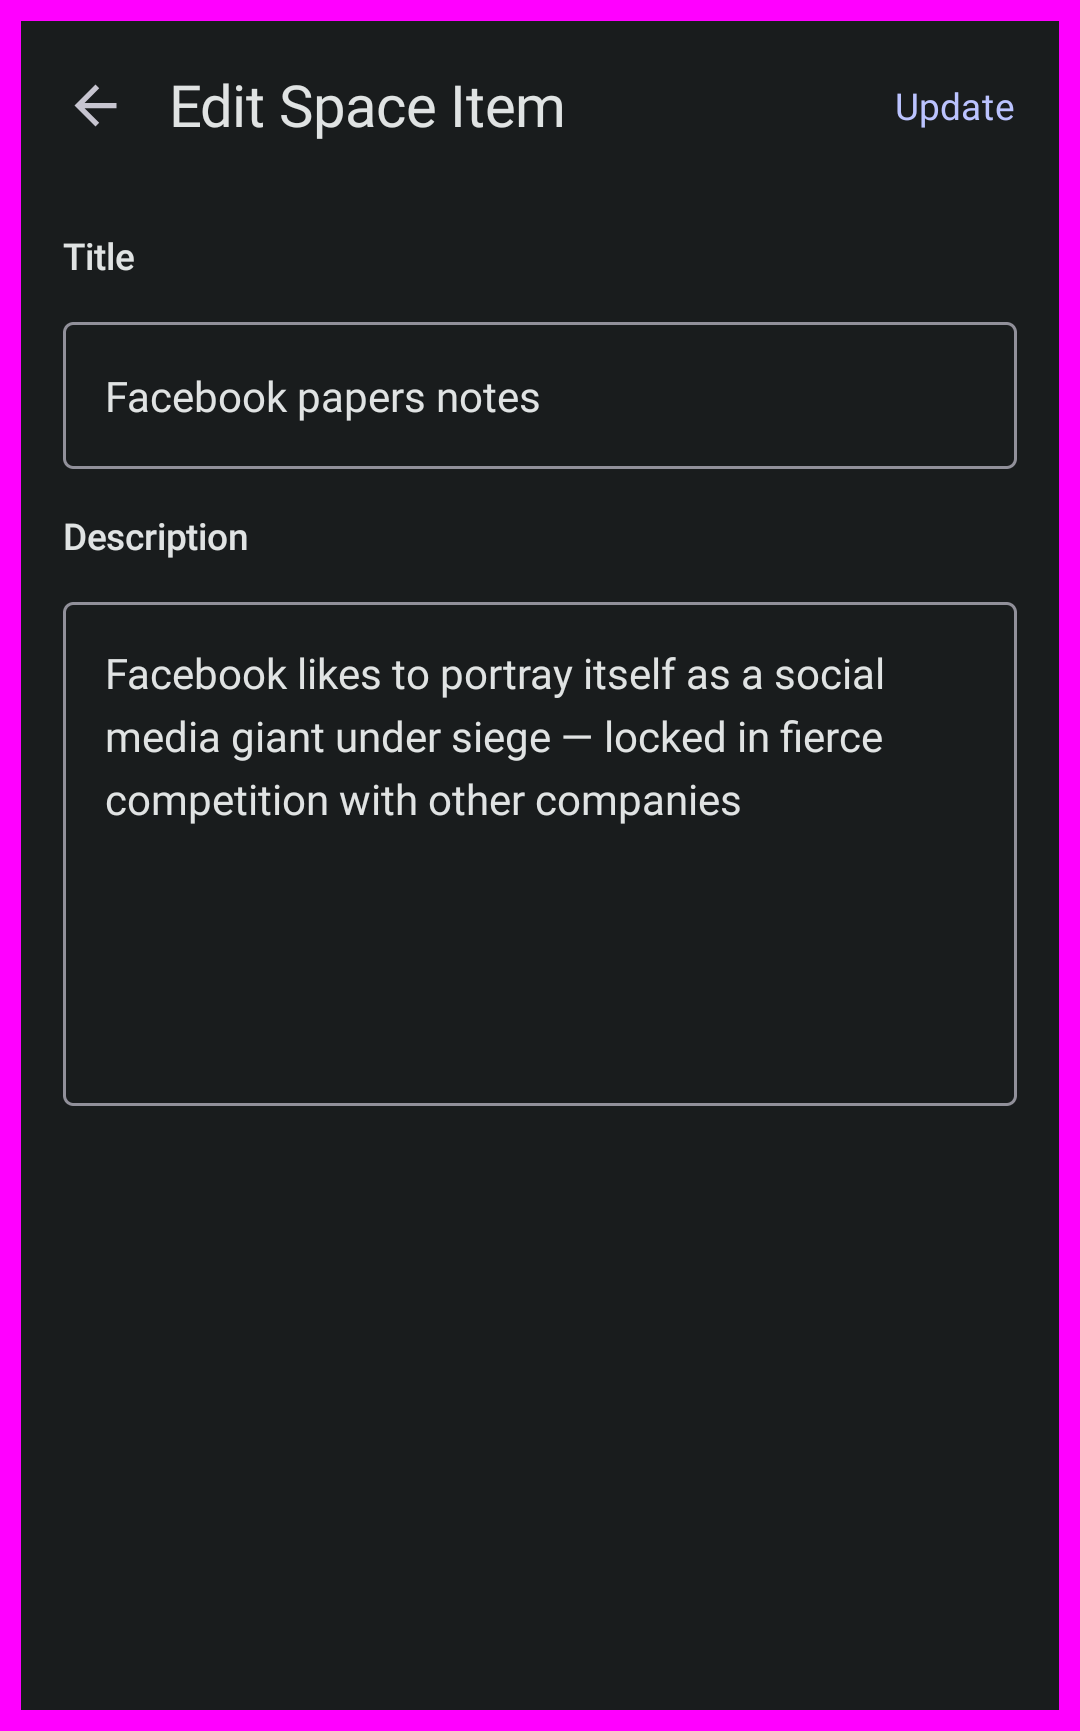 Edit Space Item
Update
Title
Facebook papers notes
Description
Facebook likes to portray itself as a social
media giant under siege — locked in fierce
competition with other companies